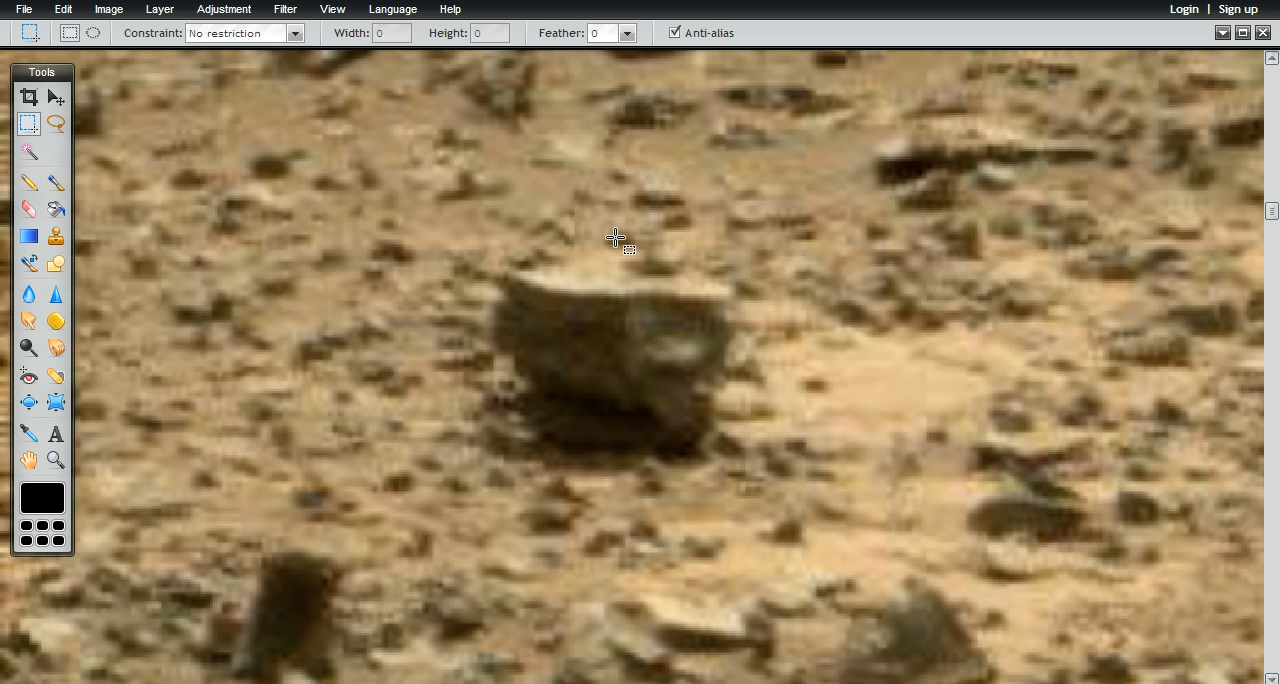 File Edit Image Layer Adjustment Filter View Language Help Login | Sign up
Constraint: No restriction Width: 0 Height: 0 Feather: 0 Anti-alias
Tools
A